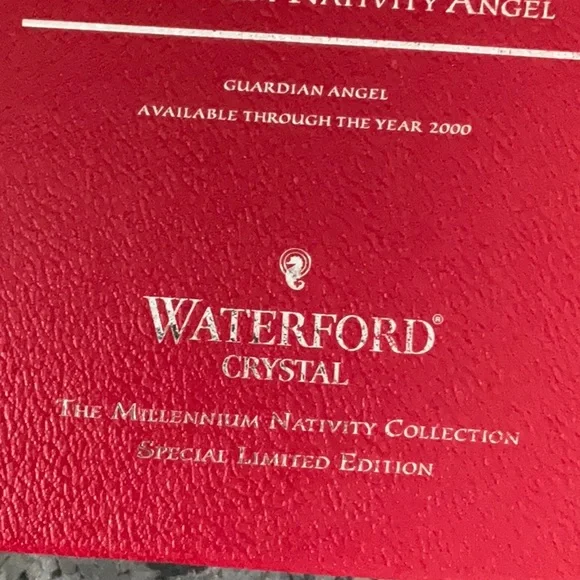 NATIVITY ANGEL
GUARDIAN ANGEL
AVAILABLE THROUGH THE YEAR 2000
WATERFORD®
CRYSTAL
THE MILLENNIUM NATIVITY COLLECTION
SPECIAL LIMITED EDITION